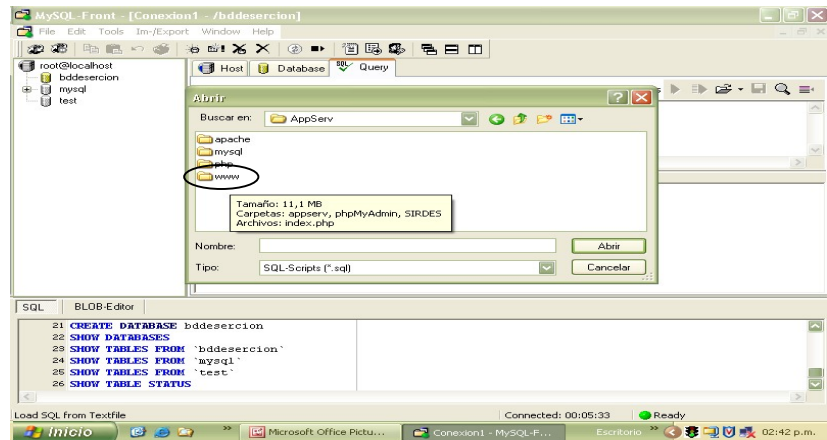 MySQL-Front - [Conexion1 - /bddesercion]
File Edit Tools Im-/Export Window Help
root@localhost
bddesercion
mysql
test
Host Database SQL Query
Abrir
Buscar en: AppServ
apache
mysql
php
www
Tamaño: 11,1 MB
Carpetas: appserv, phpMyAdmin, SIRDES
Archivos: index.php
Nombre: Abrir
Tipo: SQL-Scripts (*.sql) Cancelar
SQL BLOB-Editor
21 CREATE DATABASE bddesercion
22 SHOW DATABASES
23 SHOW TABLES FROM `bddesercion`
24 SHOW TABLES FROM `mysql`
25 SHOW TABLES FROM `test`
26 SHOW TABLE STATUS
Load SQL from Textfile Connected: 00:05:33 Ready
Inicio » Microsoft Office Pictu... Conexion1 - MySQL-F... Escritorio » 02:42 p.m.